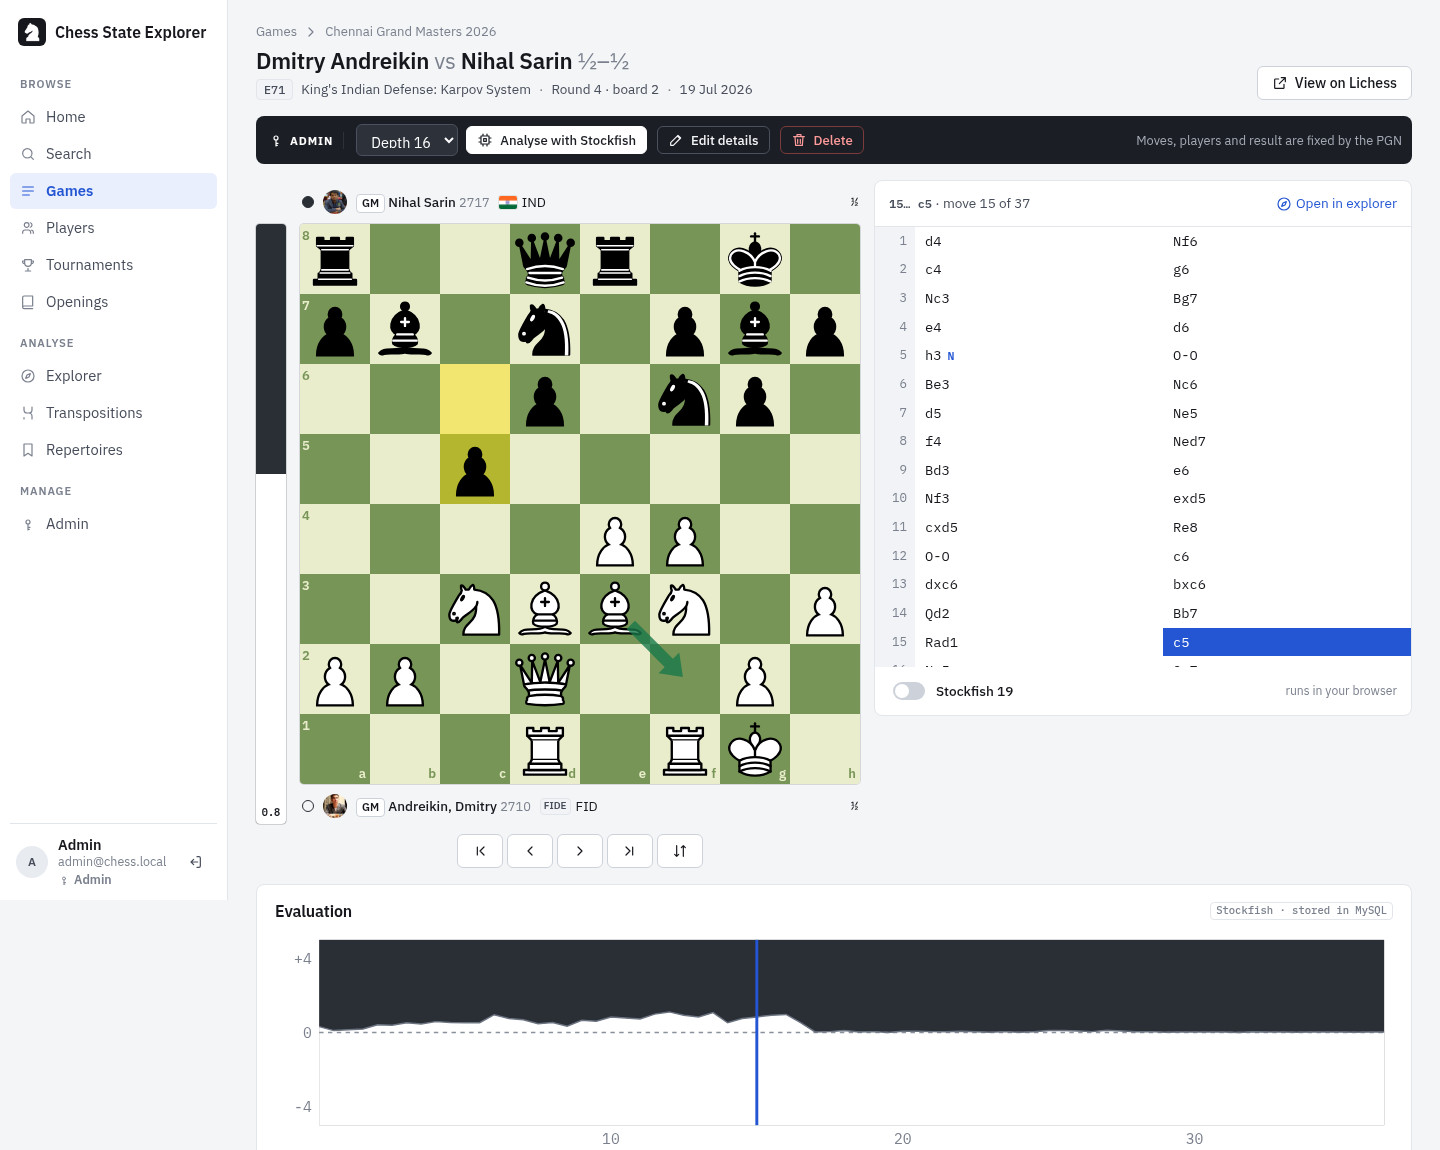 Chess State Explorer
BROWSE
Home
Search
Games
Players
Tournaments
Openings
ANALYSE
Explorer
Transpositions
Repertoires
MANAGE
Admin
A
Admin
admin@chess.local
Admin
Games > Chennai Grand Masters 2026
Dmitry Andreikin vs Nihal Sarin ½–½
E71 King's Indian Defense: Karpov System · Round 4 · board 2 · 19 Jul 2026
View on Lichess
ADMIN Depth 16 Analyse with Stockfish Edit details Delete Moves, players and result are fixed by the PGN
GM Nihal Sarin 2717 IND ½
8
7
6
5
4
3
2
1
a b c d e f g h
0.8
GM Andreikin, Dmitry 2710 FIDE FID ½
15… c5 · move 15 of 37 Open in explorer
1 d4 Nf6
2 c4 g6
3 Nc3 Bg7
4 e4 d6
5 h3 N O-O
6 Be3 Nc6
7 d5 Ne5
8 f4 Ned7
9 Bd3 e6
10 Nf3 exd5
11 cxd5 Re8
12 O-O c6
13 dxc6 bxc6
14 Qd2 Bb7
15 Rad1 c5
Stockfish 19 runs in your browser
Evaluation Stockfish · stored in MySQL
+4
0
-4
10 20 30